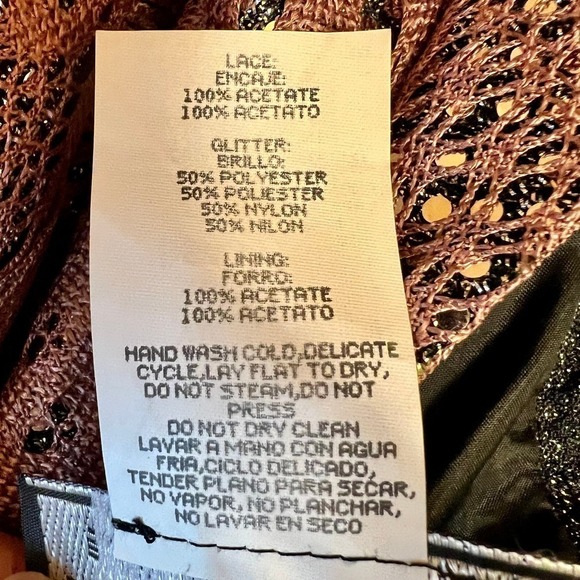 LACE:
ENCAJE:
100% ACETATE
100% ACETATO
GLITTER:
BRILLO:
50% POLYESTER
50% POLIESTER
50% NYLON
50% NILON
LINING:
FORRO:
100% ACETATE
100% ACETATO
HAND WASH COLD,DELICATE
CYCLE,LAY FLAT TO DRY,
DO NOT STEAM,DO NOT
PRESS
DO NOT DRY CLEAN
LAVAR A MANO CON AGUA
FRIA,CICLO DELICADO,
TENDER PLANO PARA SECAR,
NO VAPOR, NO PLANCHAR,
NO LAVAR EN SECO